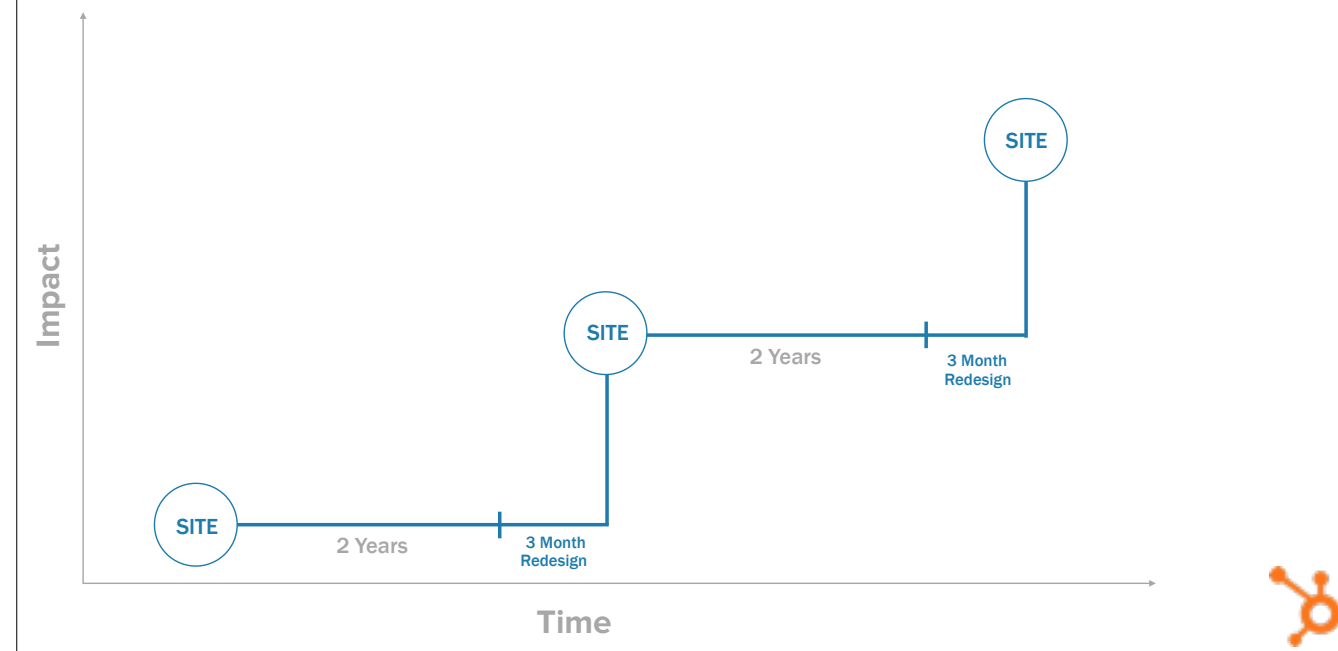 SITE
Impact
SITE
2 Years
3 Month
Redesign
SITE
2 Years
3 Month
Redesign
Time